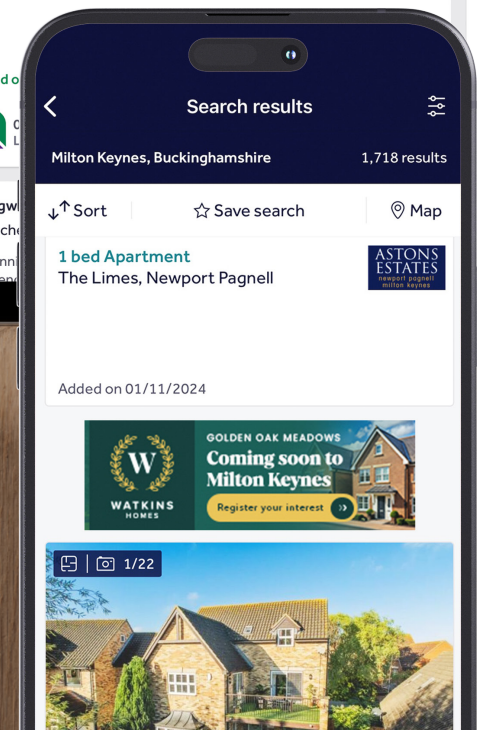 Search results
Milton Keynes, Buckinghamshire 1,718 results
Sort Save search Map
1 bed Apartment
The Limes, Newport Pagnell
ASTONS
ESTATES
newport pagnell
milton keynes
Added on 01/11/2024
W
WATKINS
HOMES
GOLDEN OAK MEADOWS
Coming soon to
Milton Keynes
Register your interest
1/22